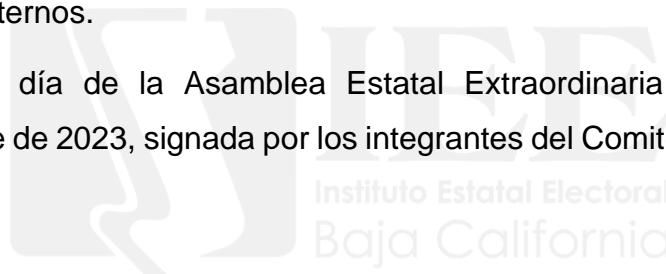 ternos.
día de la Asamblea Estatal Extraordinaria
e de 2023, signada por los integrantes del Comit
IEE
Instituto Estatal Electoral
Baja California